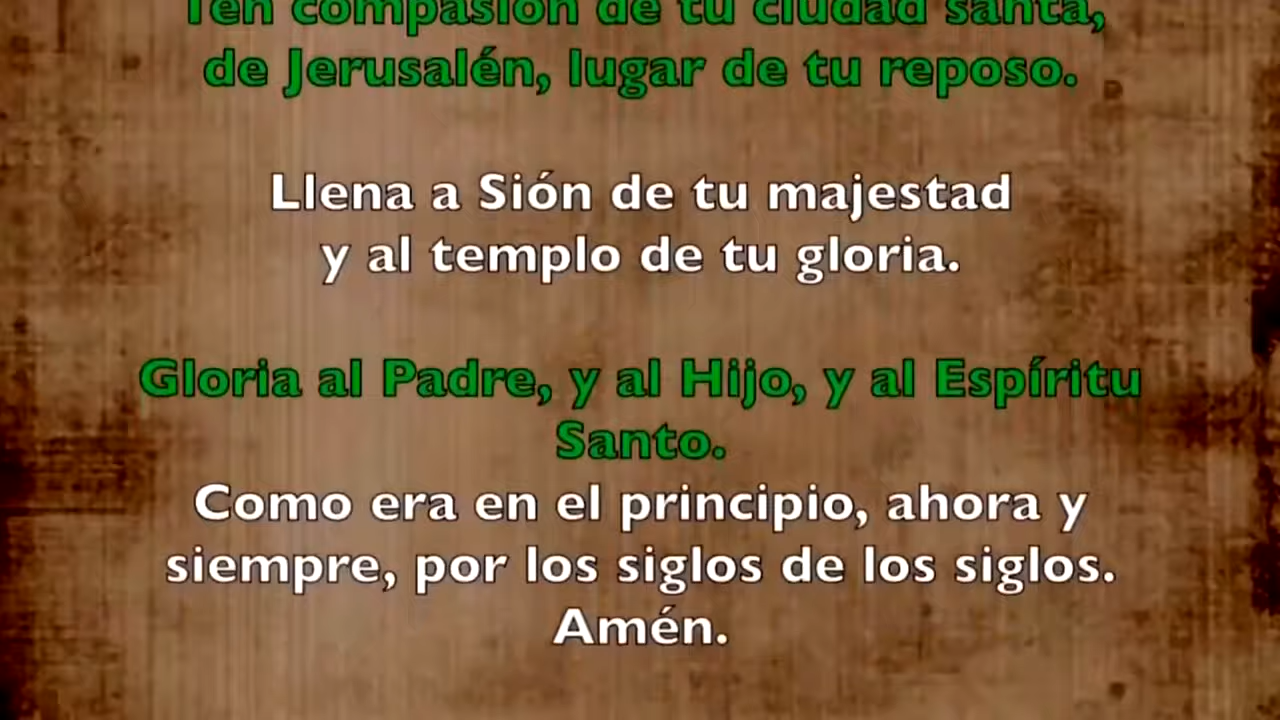 Ten compasión de tu ciudad santa,
de Jerusalén, lugar de tu reposo.
Llena a Sión de tu majestad
y al templo de tu gloria.
Gloria al Padre, y al Hijo, y al Espíritu
Santo.
Como era en el principio, ahora y
siempre, por los siglos de los siglos.
Amén.